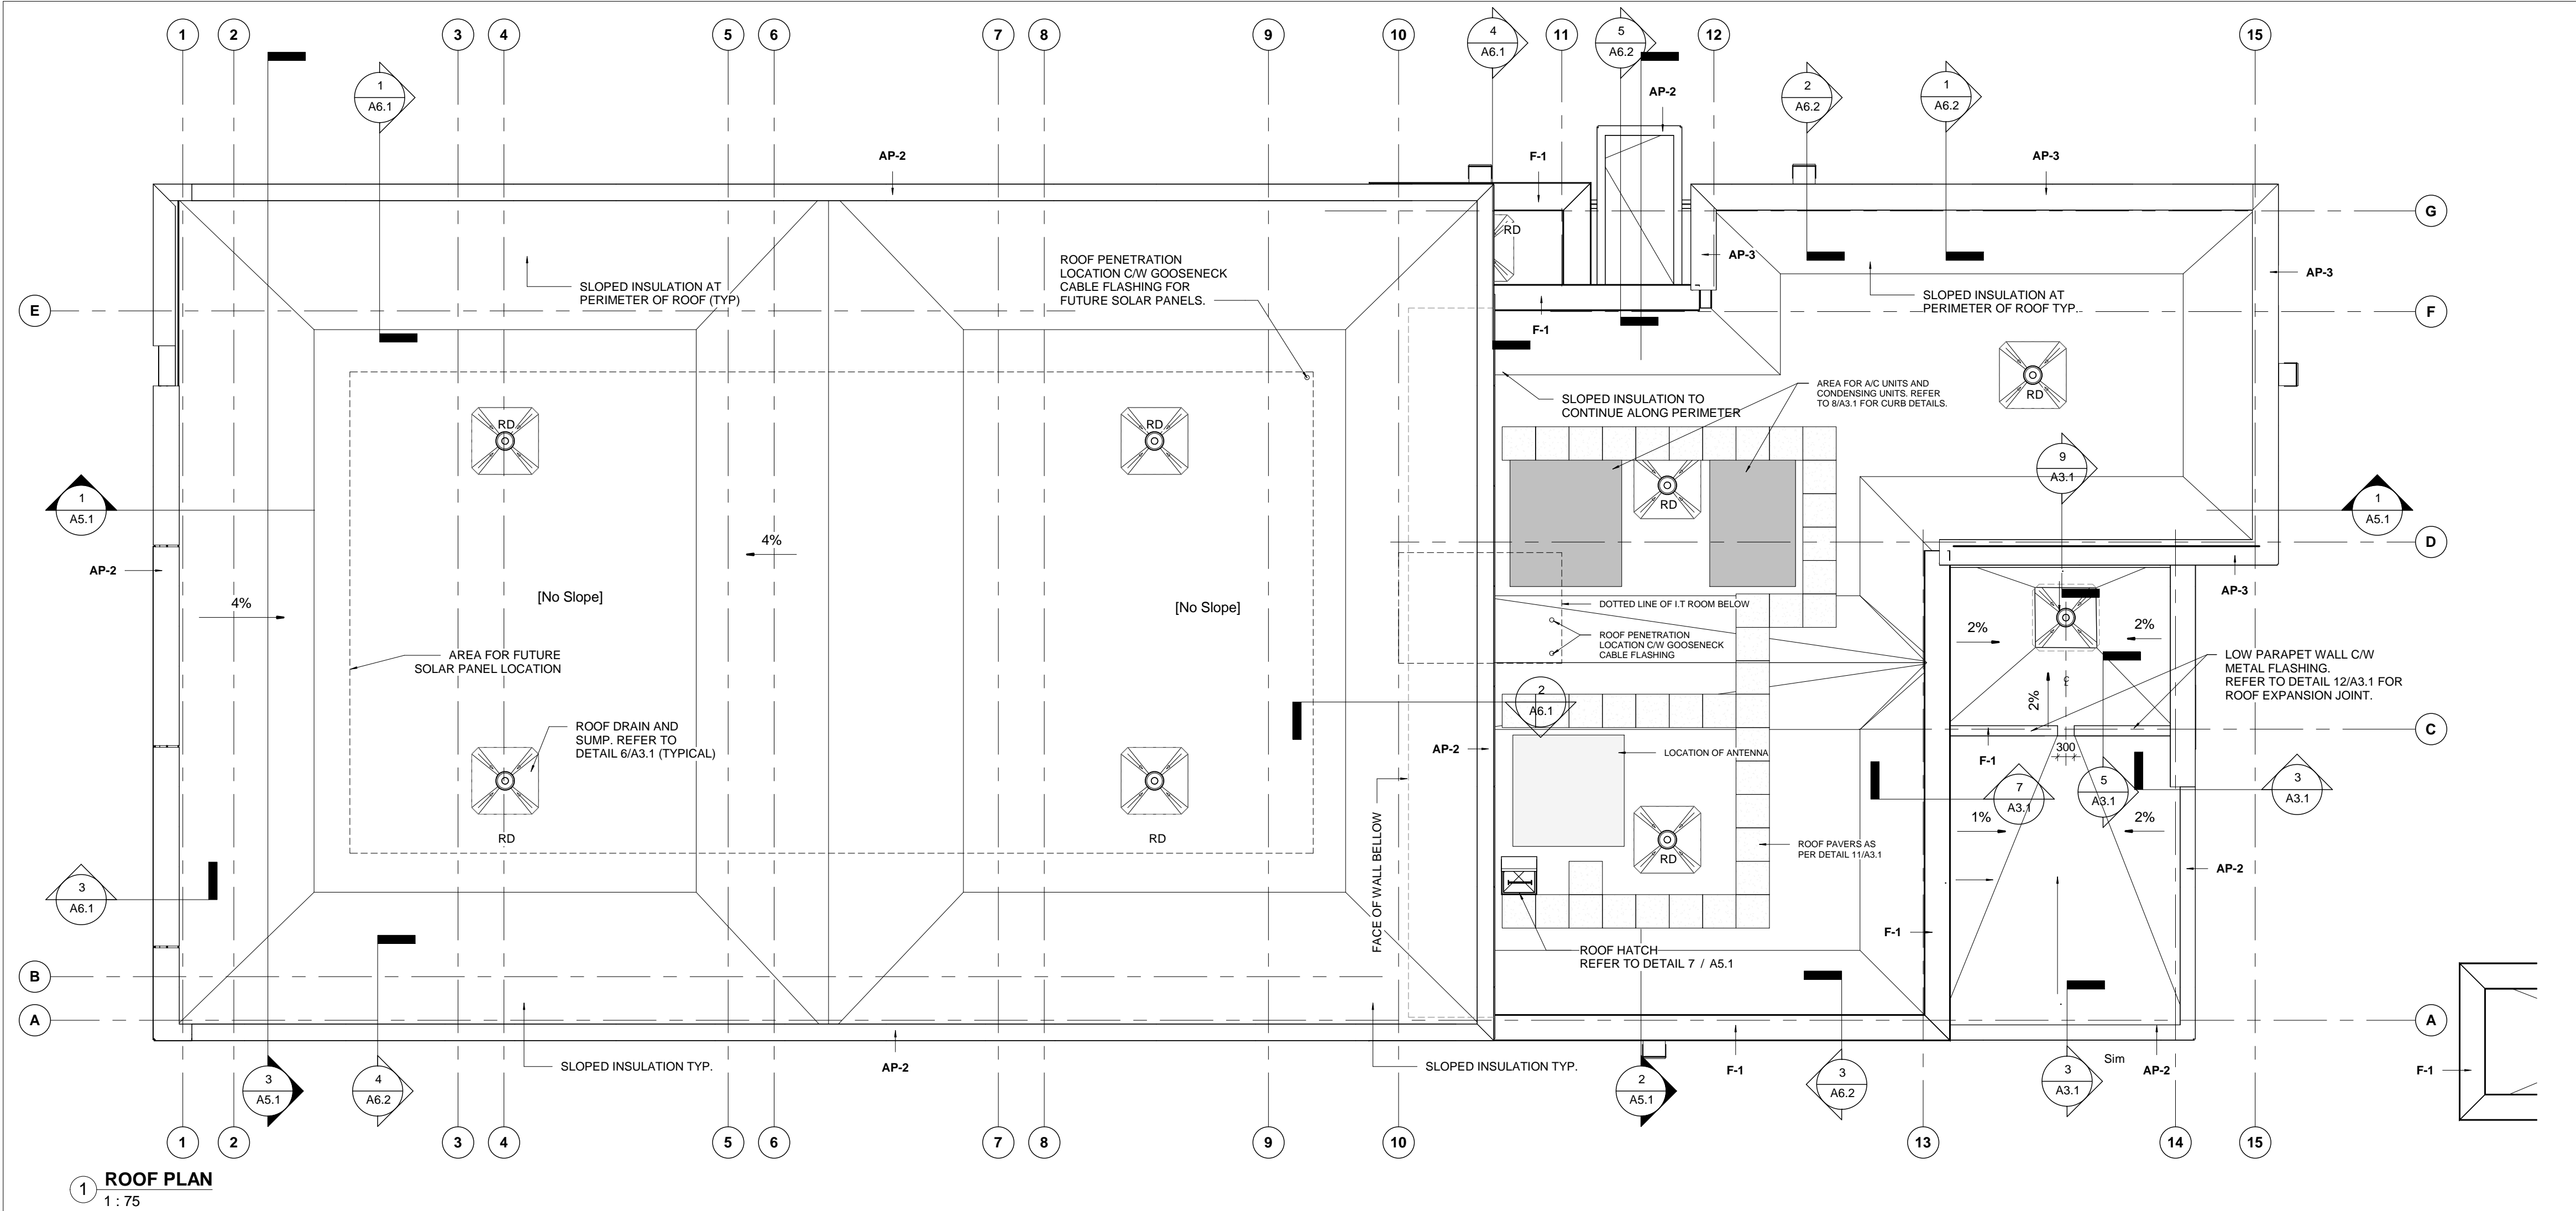 1
2
3
4
5
6
7
8
9
10
4
A6.1
11
5
A6.2
12
15
1
A6.1
AP-2
2
A6.2
1
A6.2
AP-2
F-1
AP-3
G
RD
AP-3
AP-3
ROOF PENETRATION
LOCATION C/W GOOSENECK
CABLE FLASHING FOR
FUTURE SOLAR PANELS.
SLOPED INSULATION AT
PERIMETER OF ROOF (TYP)
SLOPED INSULATION AT
PERIMETER OF ROOF TYP.
E
F
F-1
AREA FOR A/C UNITS AND
CONDENSING UNITS. REFER
TO 8/A3.1 FOR CURB DETAILS.
SLOPED INSULATION TO
CONTINUE ALONG PERIMETER
RD
RD
RD
9
A3.1
1
A5.1
RD
1
A5.1
4%
D
AP-2
[No Slope]
[No Slope]
4%
DOTTED LINE OF I.T ROOM BELOW
AP-3
ROOF PENETRATION
LOCATION C/W GOOSENECK
CABLE FLASHING
2%
2%
AREA FOR FUTURE
SOLAR PANEL LOCATION
LOW PARAPET WALL C/W
METAL FLASHING.
REFER TO DETAIL 12/A3.1 FOR
ROOF EXPANSION JOINT.
2%
℄
2
A6.1
ROOF DRAIN AND
SUMP. REFER TO
DETAIL 6/A3.1 (TYPICAL)
AP-2
LOCATION OF ANTENNA
C
300
F-1
7
A3.1
5
A3.1
3
A3.1
1%
2%
RD
RD
RD
FACE OF WALL BELLOW
ROOF PAVERS AS
PER DETAIL 11/A3.1
AP-2
3
A6.1
F-1
ROOF HATCH
REFER TO DETAIL 7 / A5.1
B
A
A
SLOPED INSULATION TYP.
AP-2
SLOPED INSULATION TYP.
F-1
Sim
AP-2
F-1
3
A5.1
4
A6.2
2
A5.1
3
A6.2
3
A3.1
1
2
3
4
5
6
7
8
9
10
13
14
15
1
ROOF PLAN
1 : 75